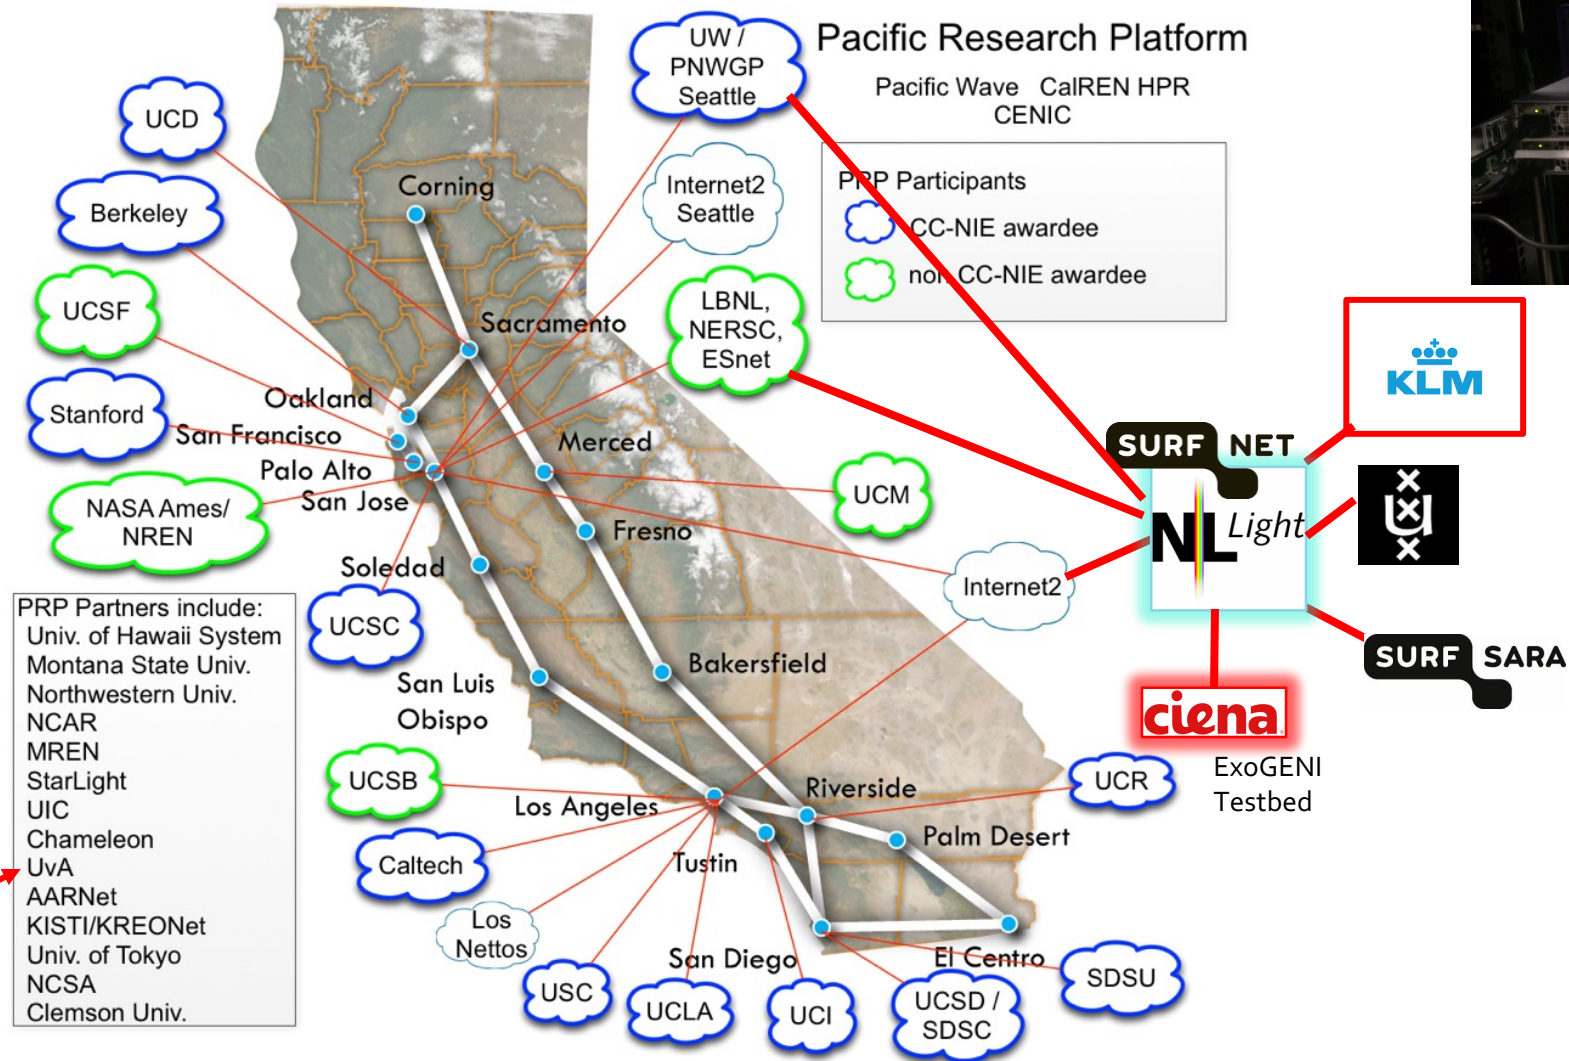 Pacific Research Platform
Pacific Wave CalREN HPR
CENIC
PRP Participants
CC-NIE awardee
non CC-NIE awardee
UW /
PNWGP
Seattle
Internet2
Seattle
LBNL,
NERSC,
ESnet
UCD
Berkeley
UCSF
Stanford
NASA Ames/
NREN
UCSC
Corning
Sacramento
Oakland
San Francisco
Palo Alto
San Jose
Merced
Fresno
Soledad
San Luis
Obispo
Bakersfield
Los Angeles
Riverside
Tustin
Palm Desert
San Diego
El Centro
UCM
Internet2
UCSB
Caltech
Los
Nettos
USC
UCLA
UCI
UCSD /
SDSC
SDSU
UCR
PRP Partners include:
Univ. of Hawaii System
Montana State Univ.
Northwestern Univ.
NCAR
MREN
StarLight
UIC
Chameleon
UvA
AARNet
KISTI/KREONet
Univ. of Tokyo
NCSA
Clemson Univ.
KLM
SURF NET
NL Light
U
SURF SARA
ciena
ExoGENI
Testbed